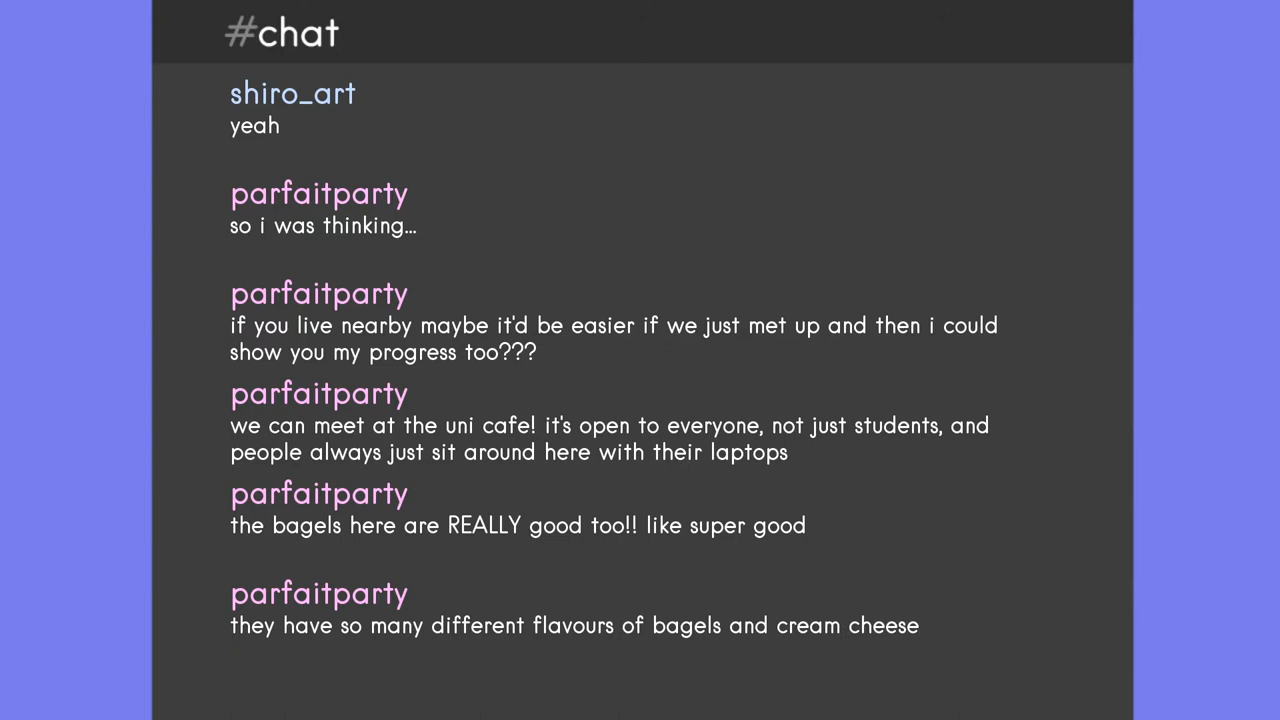 #chat
shiro_art
yeah
parfaitparty
so i was thinking...
parfaitparty
if you live nearby maybe it'd be easier if we just met up and then i could
show you my progress too???
parfaitparty
we can meet at the uni cafe! it's open to everyone, not just students, and
people always just sit around here with their laptops
parfaitparty
the bagels here are REALLY good too!! like super good
parfaitparty
they have so many different flavours of bagels and cream cheese